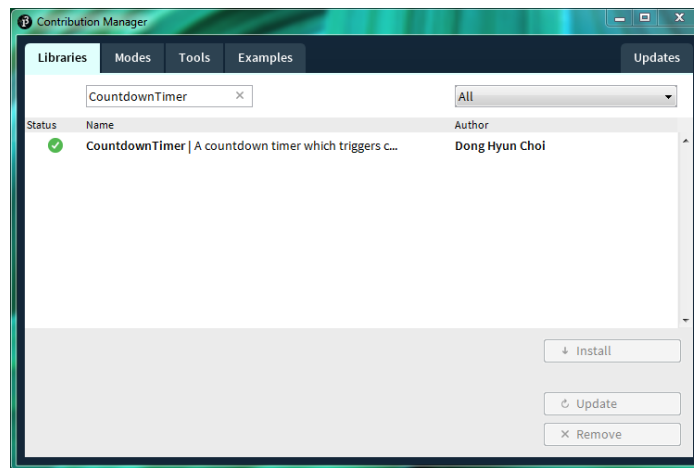 Contribution Manager
Libraries Modes Tools Examples Updates
CountdownTimer All
Status Name Author
CountdownTimer | A countdown timer which triggers c... Dong Hyun Choi
Install
Update
Remove